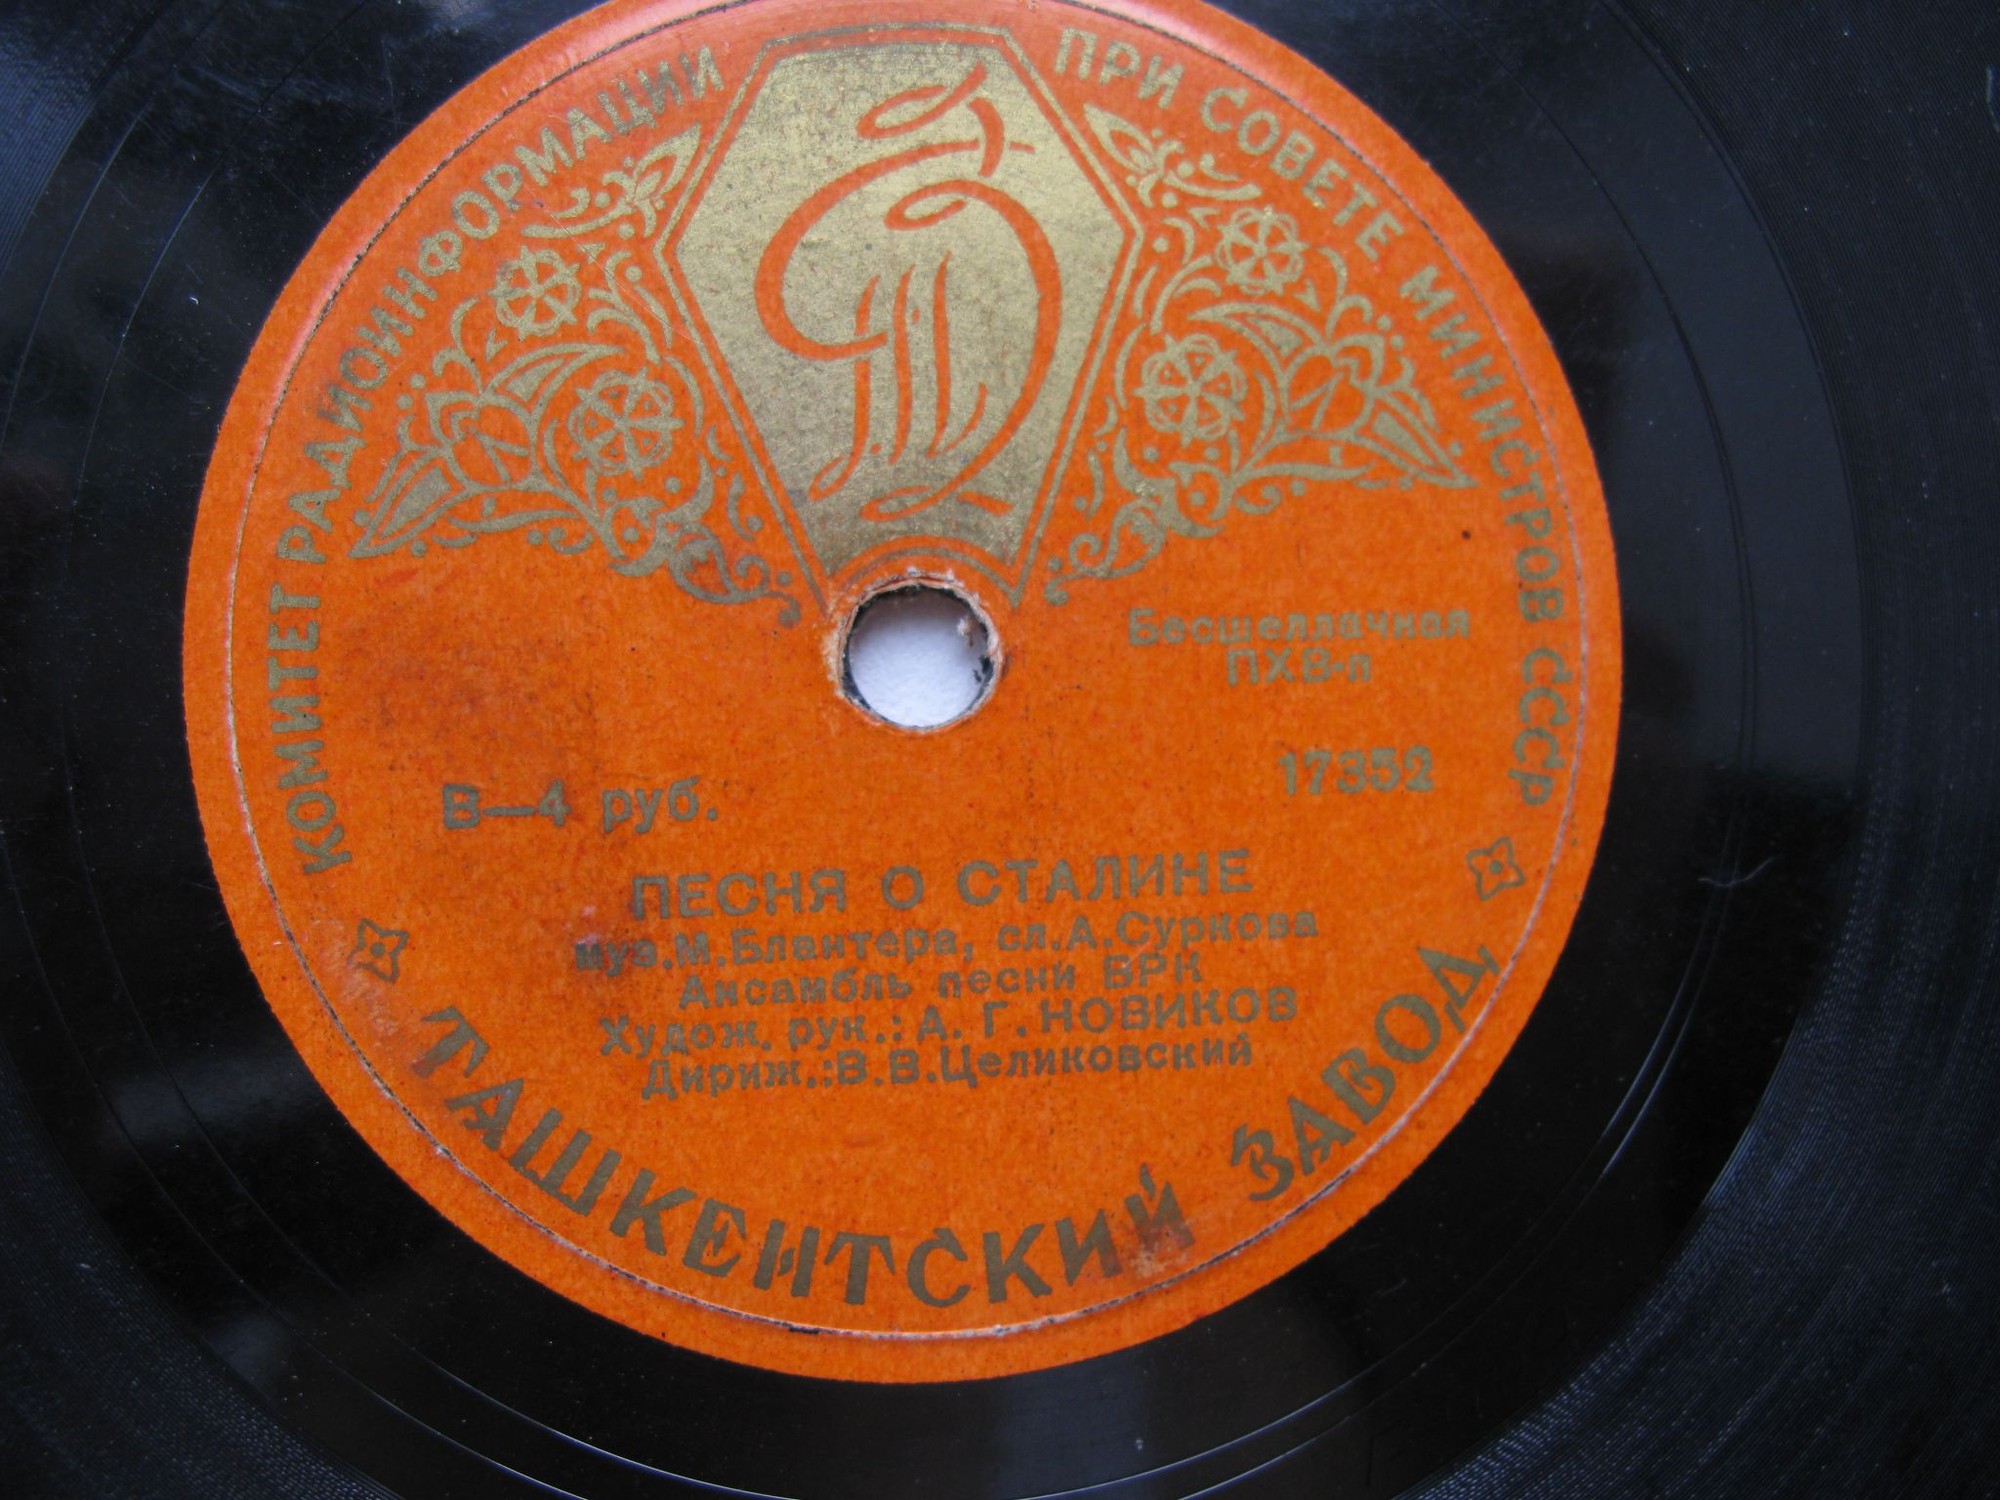 КОМИТЕТ РАДИОИНФОРМАЦИИ ПРИ СОВЕТЕ МИНИСТРОВ СССР
Бесшеллачная
ПХВ-п
17352
В—4 руб.
ПЕСНЯ О СТАЛИНЕ
муз.М.Блантера, сл.А.Суркова
Ансамбль песни ВРК
Худож. рук.: А. Г. НОВИКОВ
Дириж.:В.В.Целиковский
ТАШКЕНТСКИЙ ЗАВОД